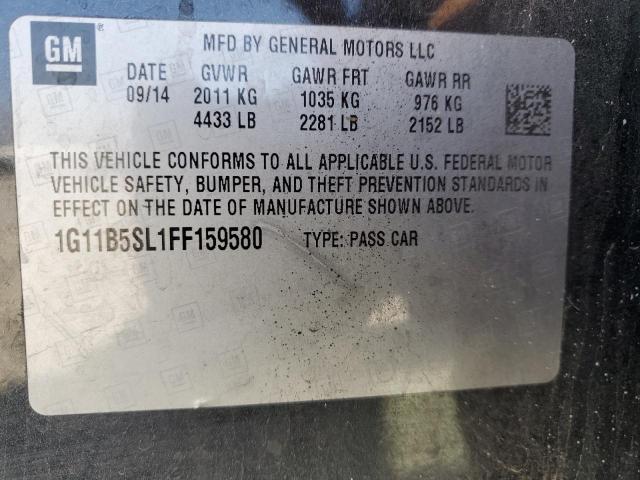 GM
MFD BY GENERAL MOTORS LLC
DATE GVWR GAWR FRT GAWR RR
09/14 2011 KG 1035 KG 976 KG
4433 LB 2281 LB 2152 LB
THIS VEHICLE CONFORMS TO ALL APPLICABLE U.S. FEDERAL MOTOR
VEHICLE SAFETY, BUMPER, AND THEFT PREVENTION STANDARDS IN
EFFECT ON THE DATE OF MANUFACTURE SHOWN ABOVE.
1G11B5SL1FF159580 TYPE: PASS CAR